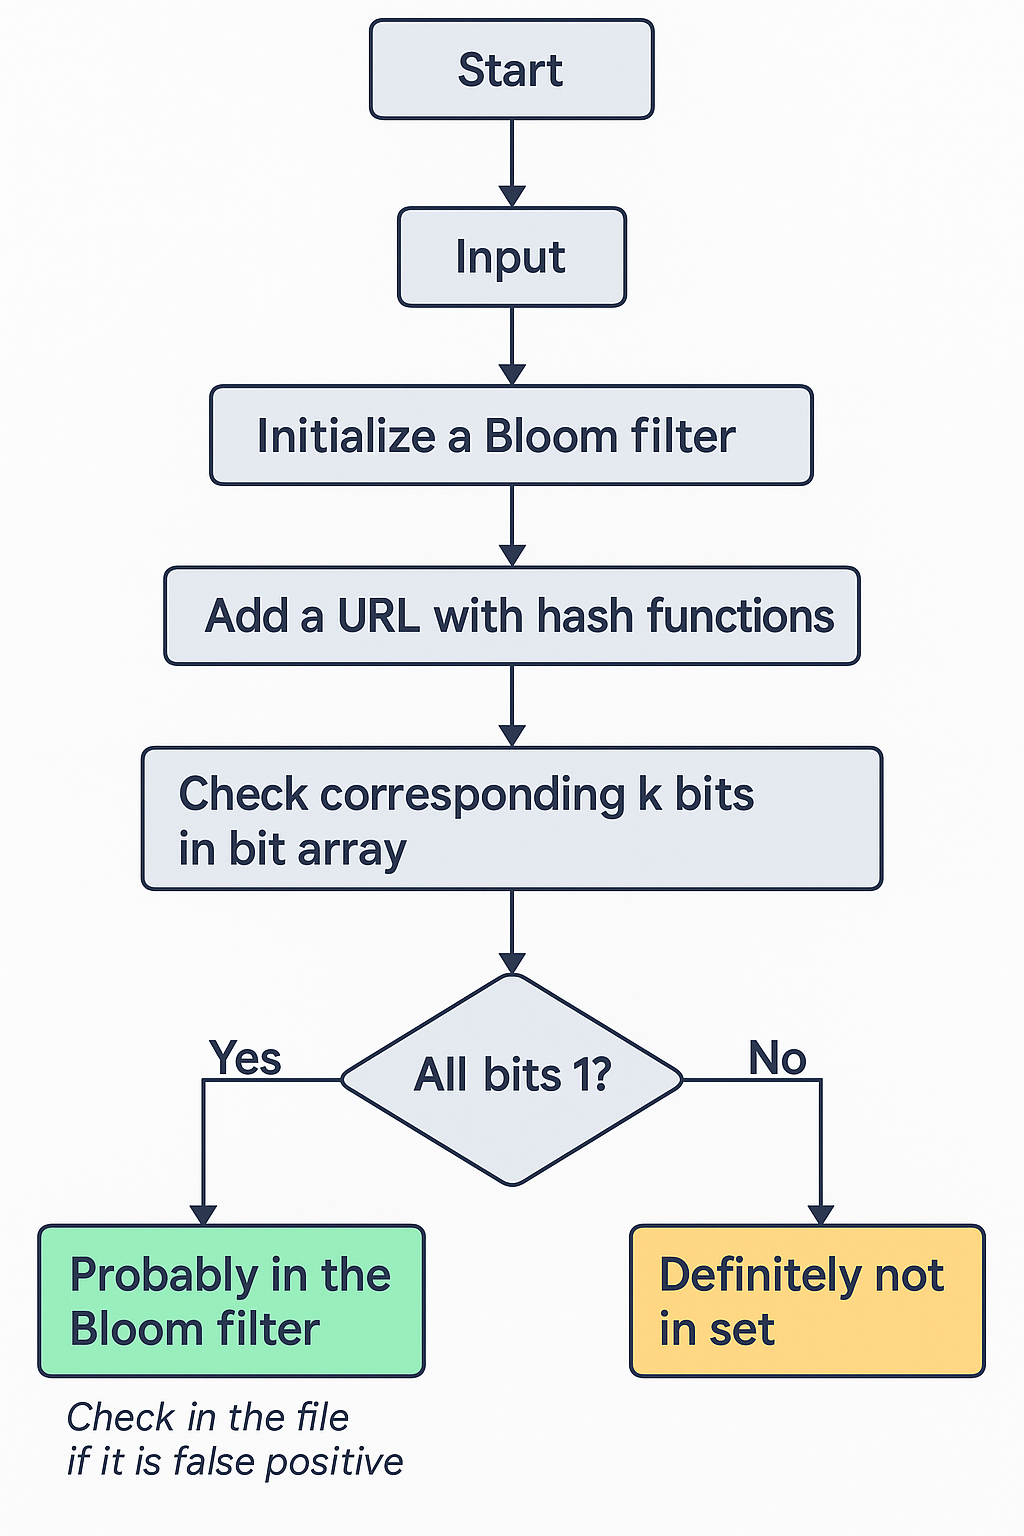 Start
Input
Initialize a Bloom filter
Add a URL with hash functions
Check corresponding k bits
in bit array
All bits 1?
Yes
No
Probably in the
Bloom filter
Definitely not
in set
Check in the file
if it is false positive